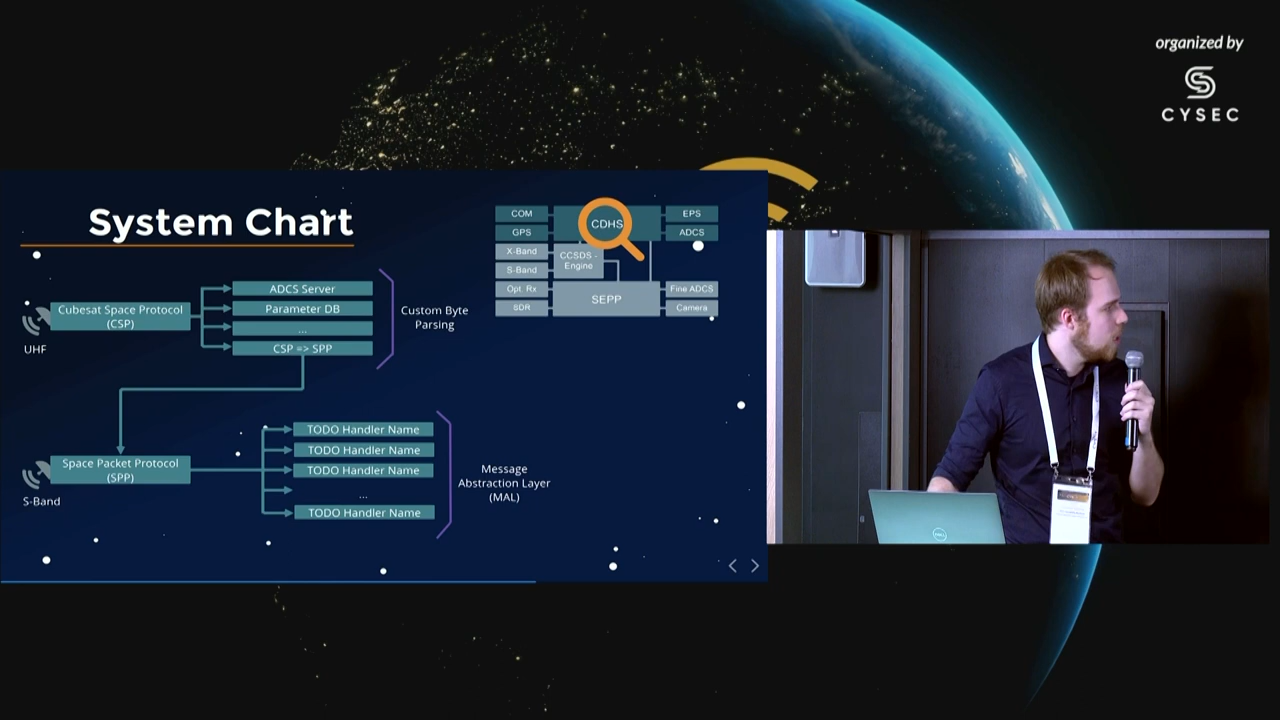 organized by
CYSEC
System Chart
COM
GPS
X-Band
S-Band
Opt. Rx
SDR
CDHS
CCSDS -
Engine
SEPP
EPS
ADCS
Fine ADCS
Camera
UHF
Cubesat Space Protocol
(CSP)
ADCS Server
Parameter DB
...
CSP => SPP
Custom Byte
Parsing
S-Band
Space Packet Protocol
(SPP)
TODO Handler Name
TODO Handler Name
TODO Handler Name
...
TODO Handler Name
Message
Abstraction Layer
(MAL)
DELL